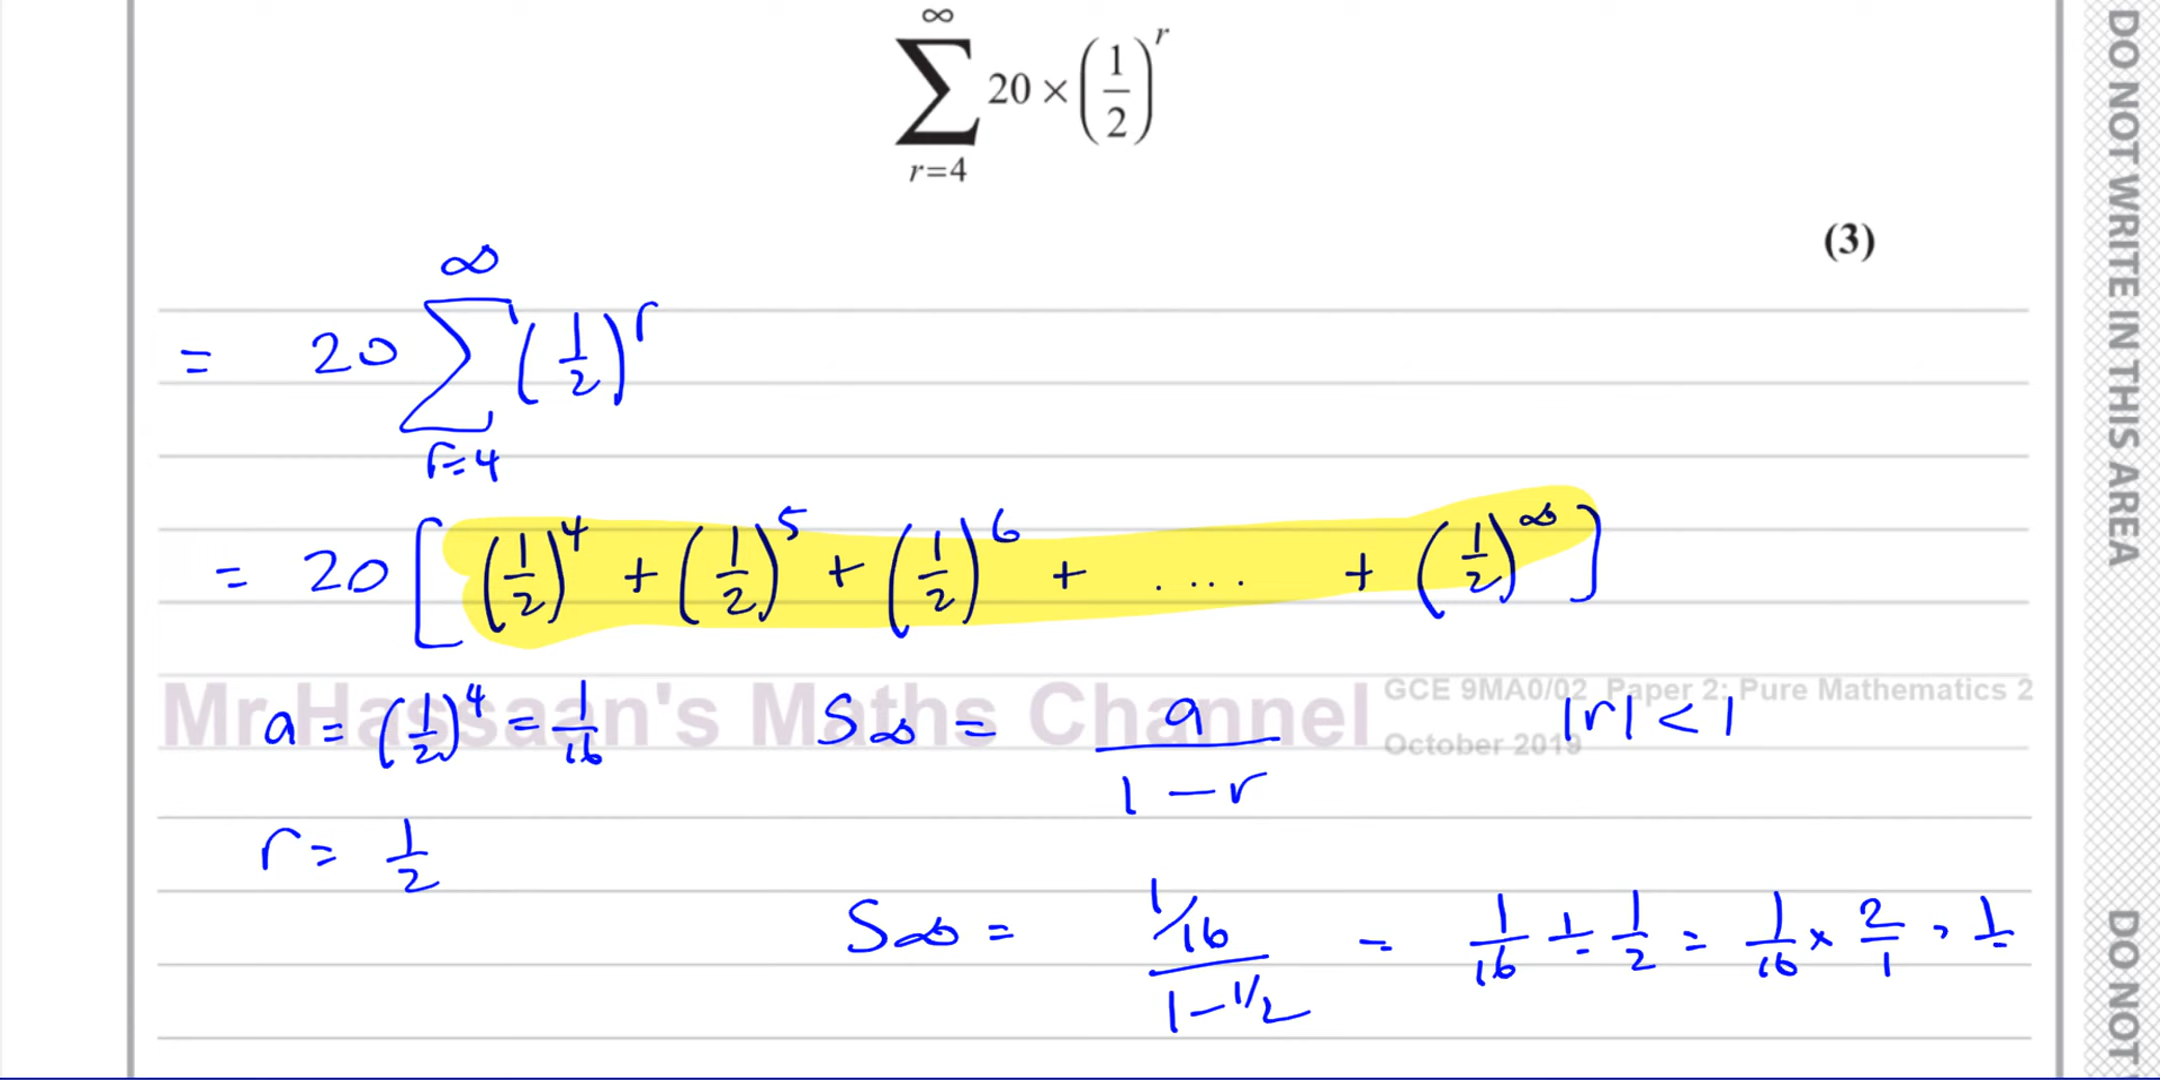 ∞
∑ 20 × (1/2)^r
r=4
(3)
∞
= 20 ∑ (1/2)^r
r=4
= 20 [ (1/2)^4 + (1/2)^5 + (1/2)^6 + .... + (1/2)^∞ ]
Mr Hassaan's Maths Channel
GCE 9MA0/02 Paper 2: Pure Mathematics 2
October 2019
a = (1/2)^4 = 1/16 S∞ = a/(1-r) |r| < 1
r = 1/2
S∞ = (1/16)/(1-1/2) = 1/16 ÷ 1/2 = 1/16 × 2/1 = 1/
DO NOT WRITE IN THIS AREA
DO NOT